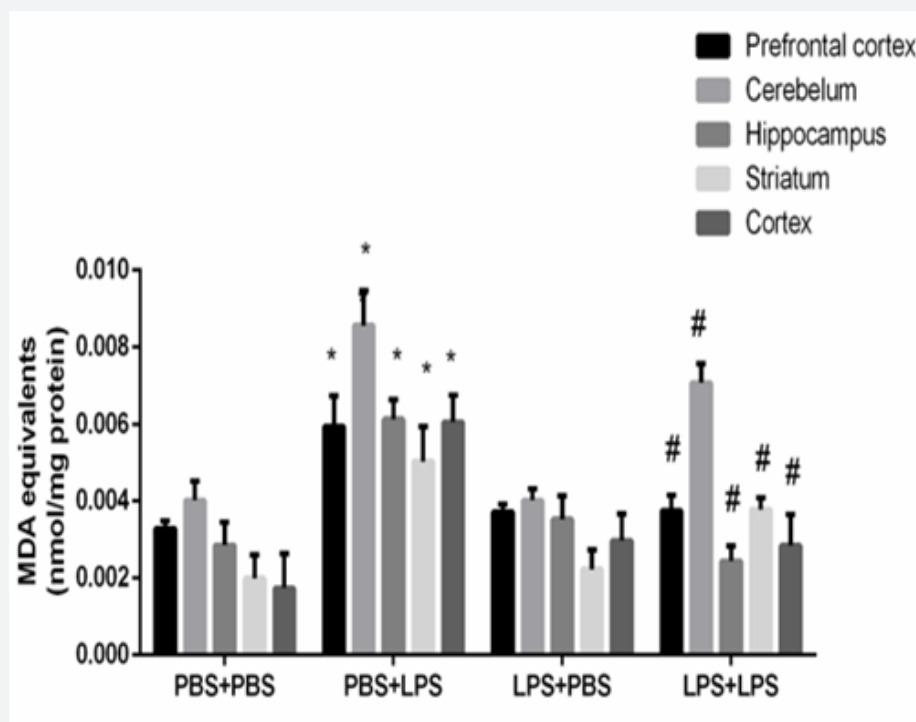 Prefrontal cortex
Cerebelum
Hippocampus
Striatum
Cortex
MDA equivalents
(nmol/mg protein)
0.010
0.008
0.006
0.004
0.002
0.000
*
*
*
*
*
#
#
#
#
#
PBS+PBS PBS+LPS LPS+PBS LPS+LPS